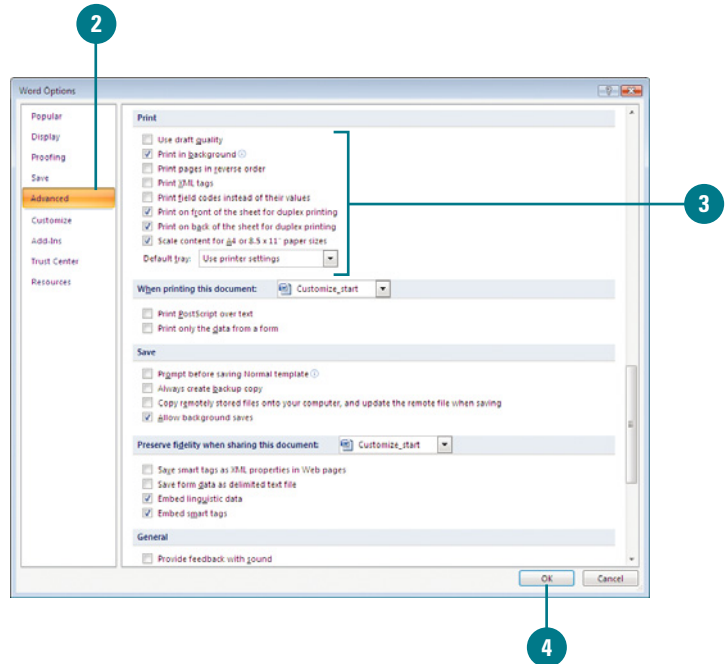 2
Word Options
Popular
Display
Proofing
Save
Advanced
Customize
Add-Ins
Trust Center
Resources
Print
Use draft quality
Print in background
Print pages in reverse order
Print XML tags
Print field codes instead of their values
Print on front of the sheet for duplex printing
Print on back of the sheet for duplex printing
Scale content for A4 or 8.5 x 11" paper sizes
Default tray: Use printer settings
3
When printing this document: Customize_start
Print PostScript over text
Print only the data from a form
Save
Prompt before saving Normal template
Always create backup copy
Copy remotely stored files onto your computer, and update the remote file when saving
Allow background saves
Preserve fidelity when sharing this document: Customize_start
Save smart tags as XML properties in Web pages
Save form data as delimited text file
Embed linguistic data
Embed smart tags
General
Provide feedback with sound
OK Cancel
4